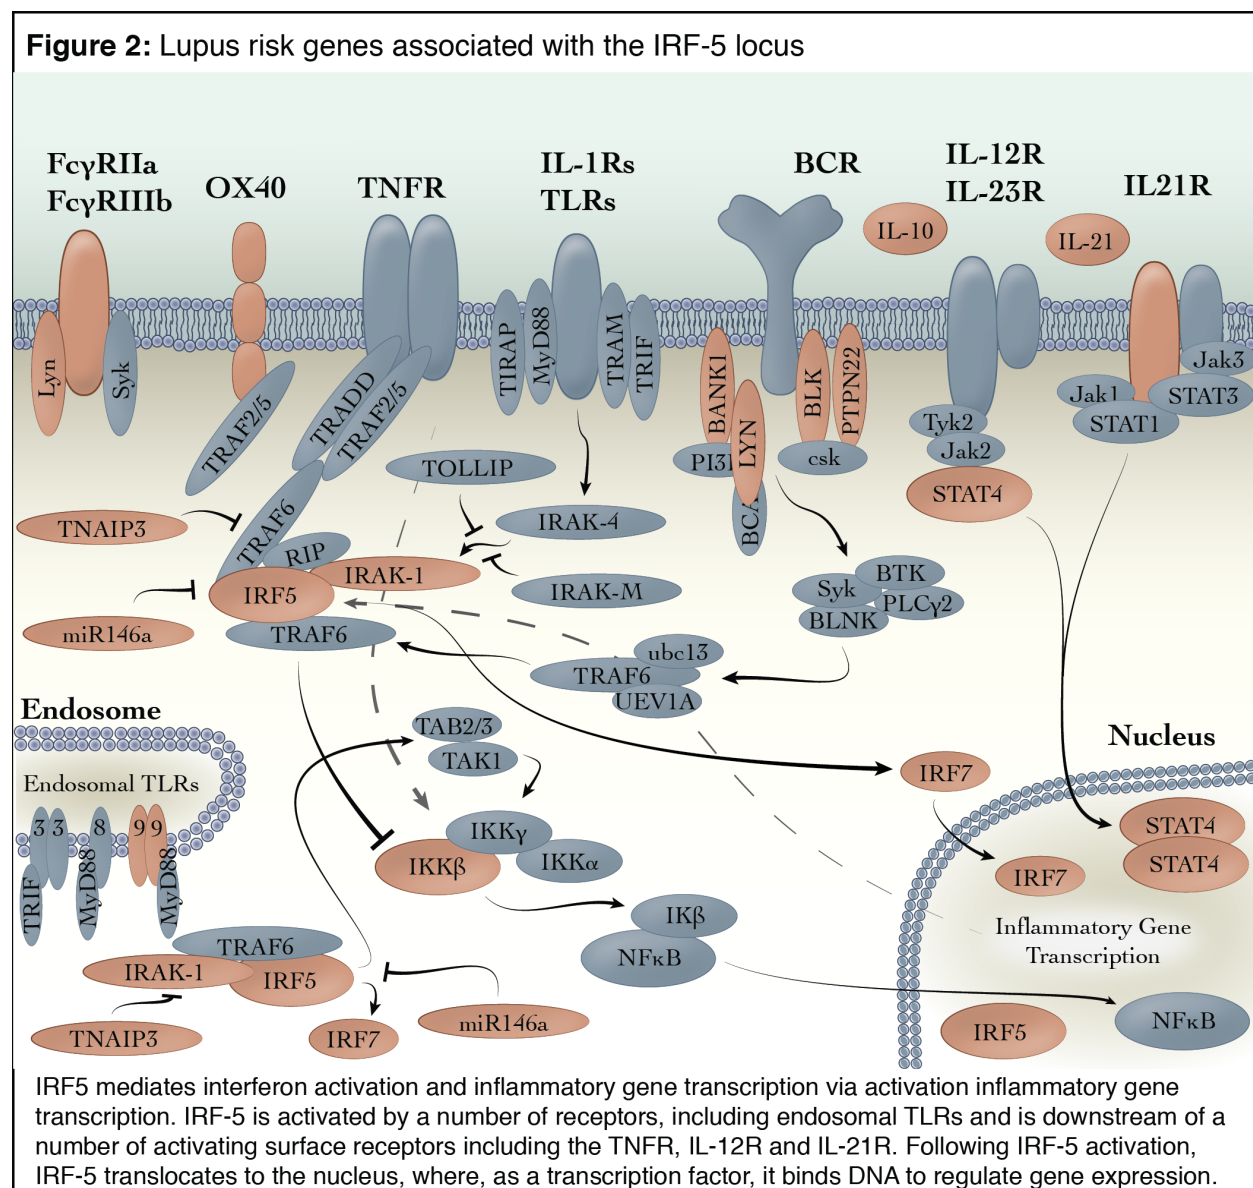 Figure 2: Lupus risk genes associated with the IRF-5 locus
FcγRIIa
FcγRIIIb
OX40
TNFR
IL-1Rs
TLRs
BCR
IL-12R
IL-23R
IL21R
IL-10
IL-21
Lyn
Syk
TRAF2/5
TRADD
TRAF2/5
TIRAP
MyD88
TRAM
TRIF
BANK1
LYN
BLK
PTPN22
PI3
csk
BCA
Tyk2
Jak2
STAT4
Jak1
STAT1
Jak3
STAT3
TOLLIP
IRAK-4
IRAK-M
TNAIP3
TRAF6
RIP
IRAK-1
IRF5
TRAF6
miR146a
Syk
BTK
PLCγ2
BLNK
ubc13
TRAF6
UEV1A
Endosome
Endosomal TLRs
3 3 8 9 9
TRIF
MyD88
MyD88
TAB2/3
TAK1
IKKγ
IKKβ
IKKα
IKβ
NFκB
IRF7
Nucleus
STAT4
STAT4
IRF7
Inflammatory Gene
Transcription
IRF5
NFκB
TRAF6
IRAK-1
IRF5
TNAIP3
IRF7
miR146a
IRF5 mediates interferon activation and inflammatory gene transcription via activation inflammatory gene
transcription. IRF-5 is activated by a number of receptors, including endosomal TLRs and is downstream of a
number of activating surface receptors including the TNFR, IL-12R and IL-21R. Following IRF-5 activation,
IRF-5 translocates to the nucleus, where, as a transcription factor, it binds DNA to regulate gene expression.